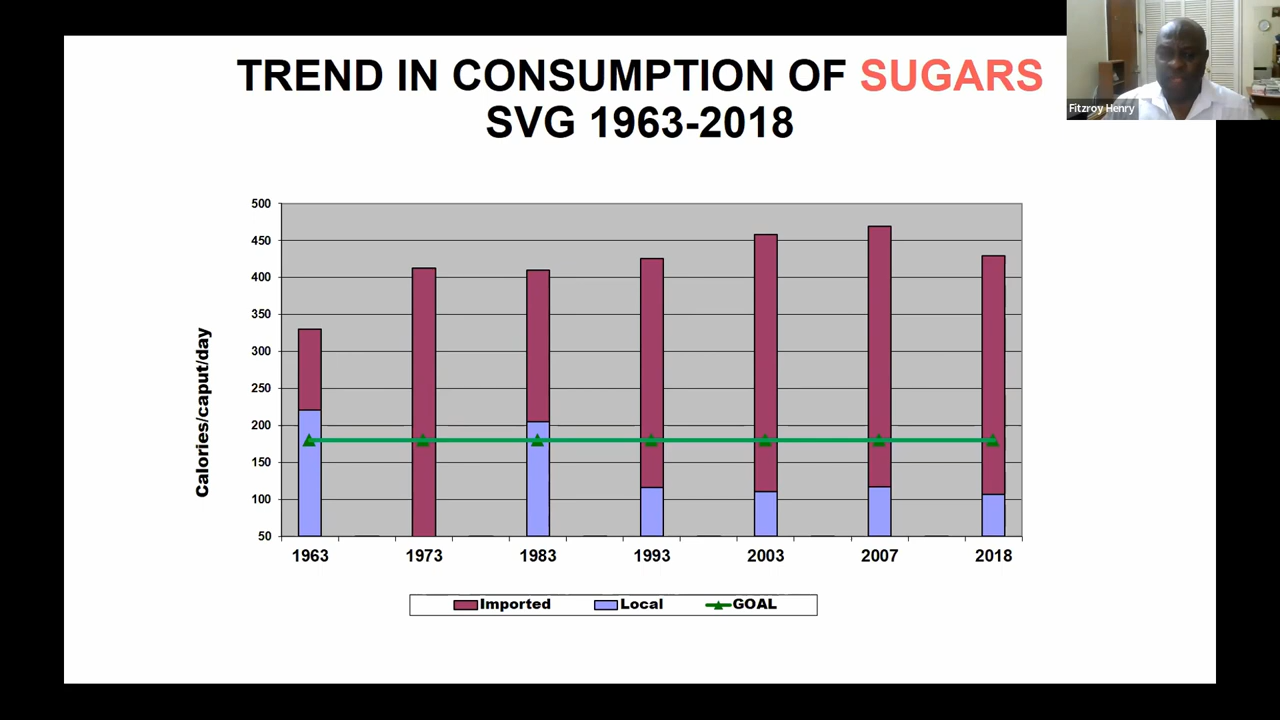 TREND IN CONSUMPTION OF SUGARS
SVG 1963-2018
Fitzroy Henry
Calories/caput/day
500
450
400
350
300
250
200
150
100
50
1963 1973 1983 1993 2003 2007 2018
Imported Local GOAL